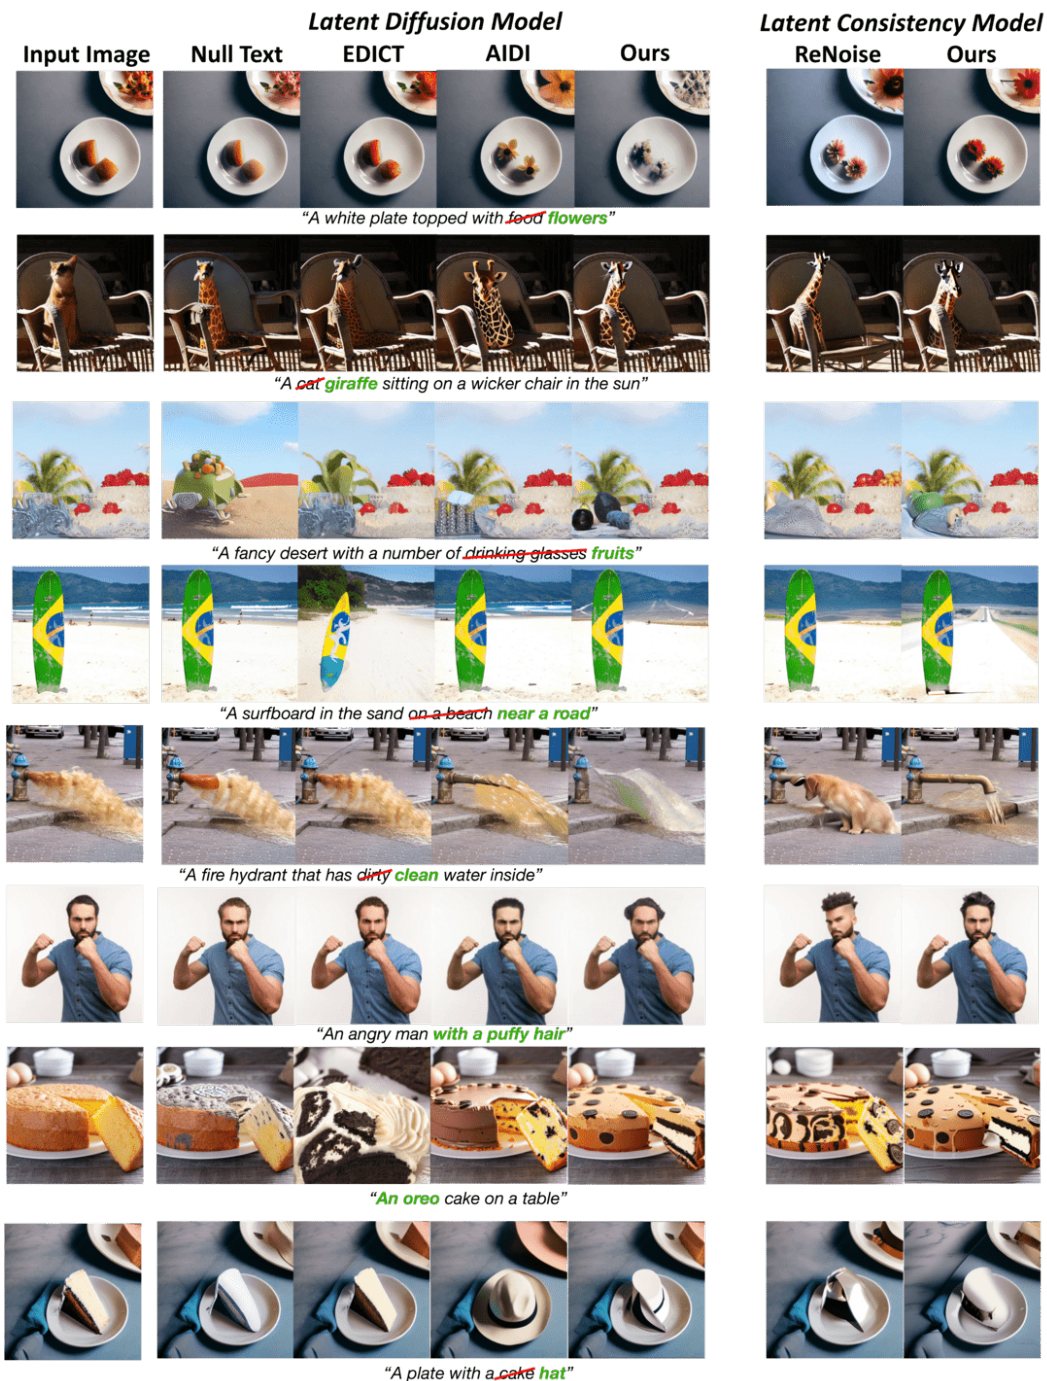 Latent Diffusion Model
Latent Consistency Model
Input Image Null Text EDICT AIDI Ours ReNoise Ours
“A white plate topped with food flowers”
“A cat giraffe sitting on a wicker chair in the sun”
“A fancy desert with a number of drinking glasses fruits”
“A surfboard in the sand on a beach near a road”
“A fire hydrant that has dirty clean water inside”
“An angry man with a puffy hair”
“An oreo cake on a table”
“A plate with a cake hat”